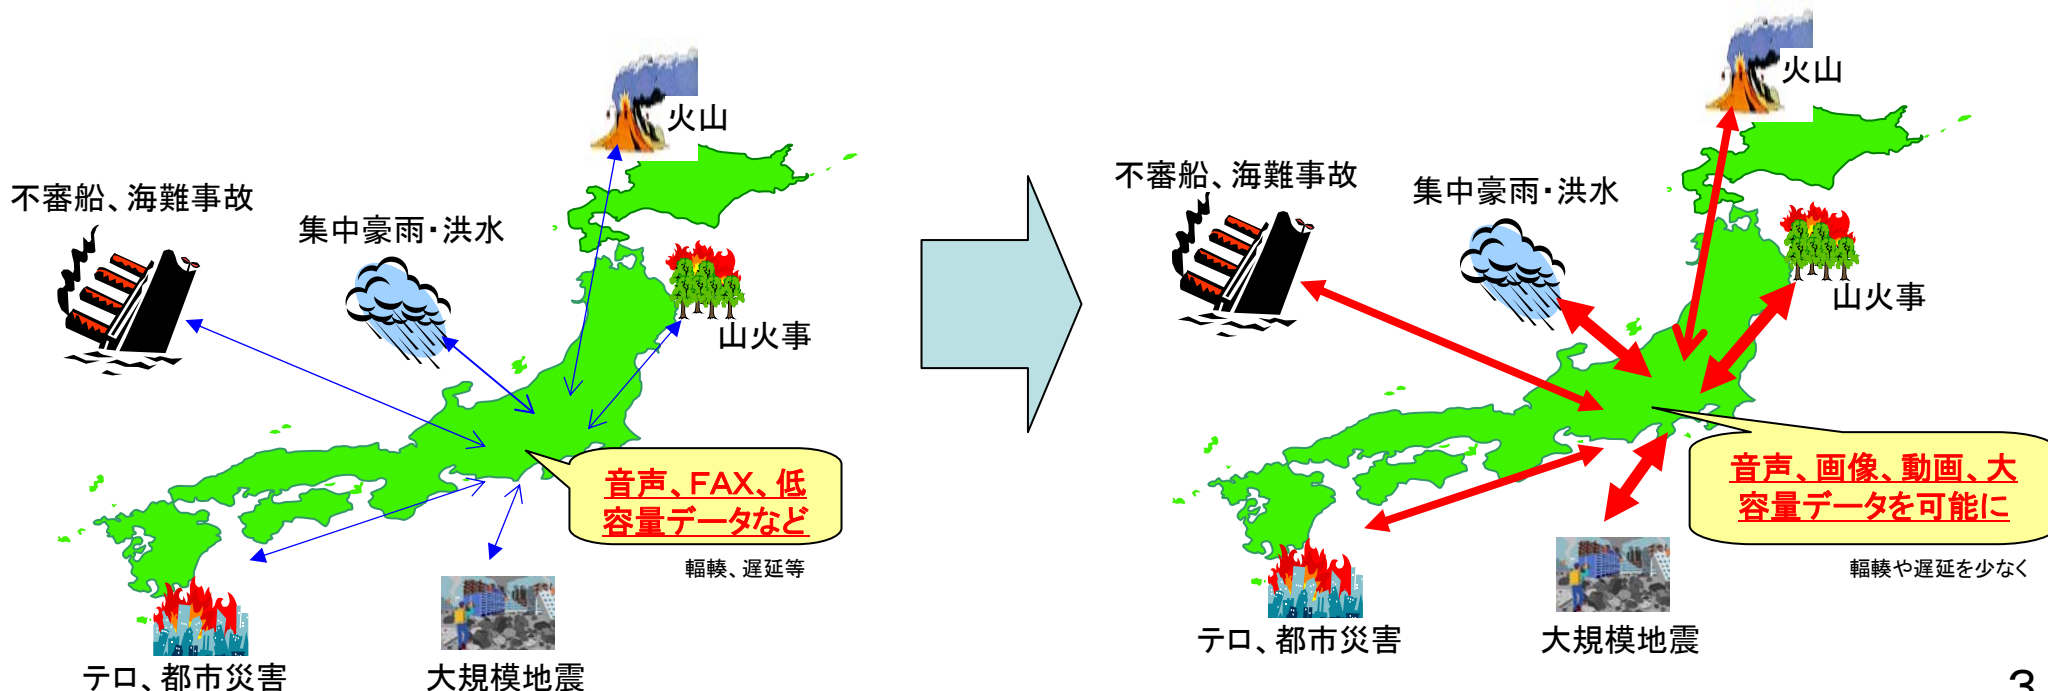 火山
不審船、海難事故
集中豪雨・洪水
山火事
音声、FAX、低
容量データなど
輻輳、遅延等
テロ、都市災害
大規模地震
火山
不審船、海難事故
集中豪雨・洪水
山火事
音声、画像、動画、大
容量データを可能に
輻輳や遅延を少なく
テロ、都市災害
大規模地震
3